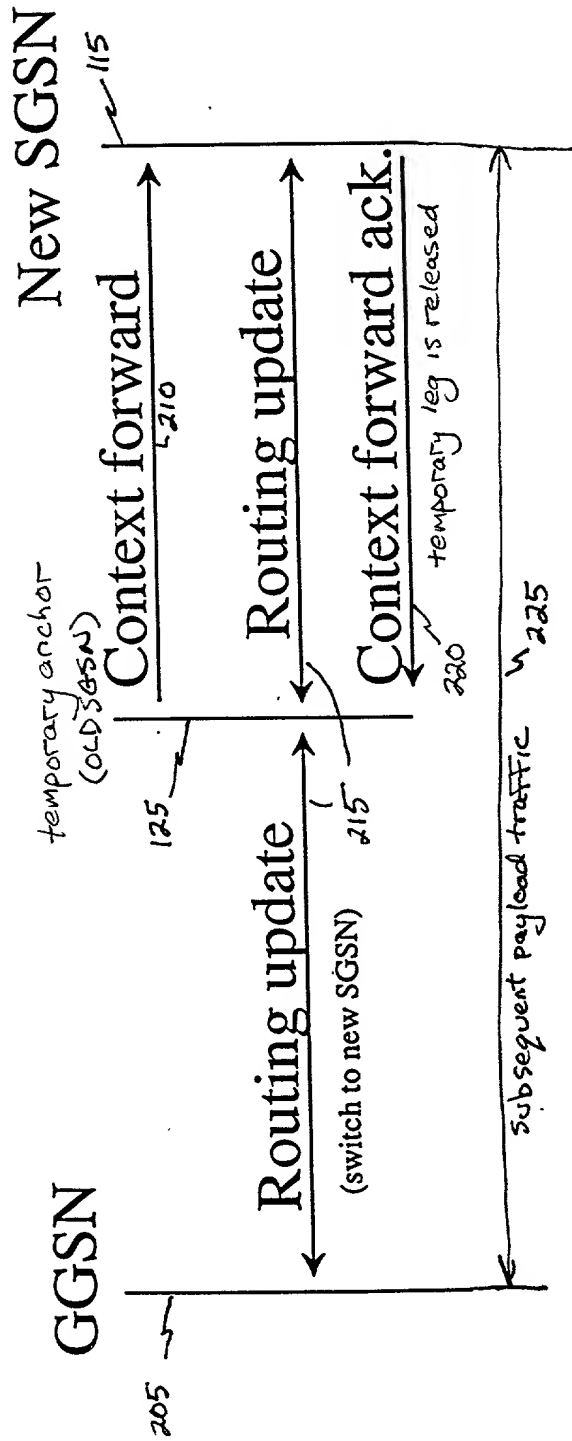 GGSN
205
temporary anchor
(OLD SGSN)
125
New SGSN
115
Context forward
210
Routing update
(switch to new SGSN)
Routing update
215
Context forward ack.
220
temporary leg is released
subsequent payload traffic
225